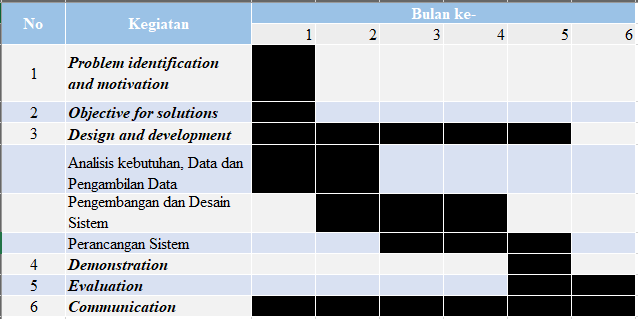 No Kegiatan Bulan ke-
1 2 3 4 5 6
1 Problem identification
and motivation
2 Objective for solutions
3 Design and development
Analisis kebutuhan, Data dan
Pengambilan Data
Pengembangan dan Desain
Sistem
Perancangan Sistem
4 Demonstration
5 Evaluation
6 Communication